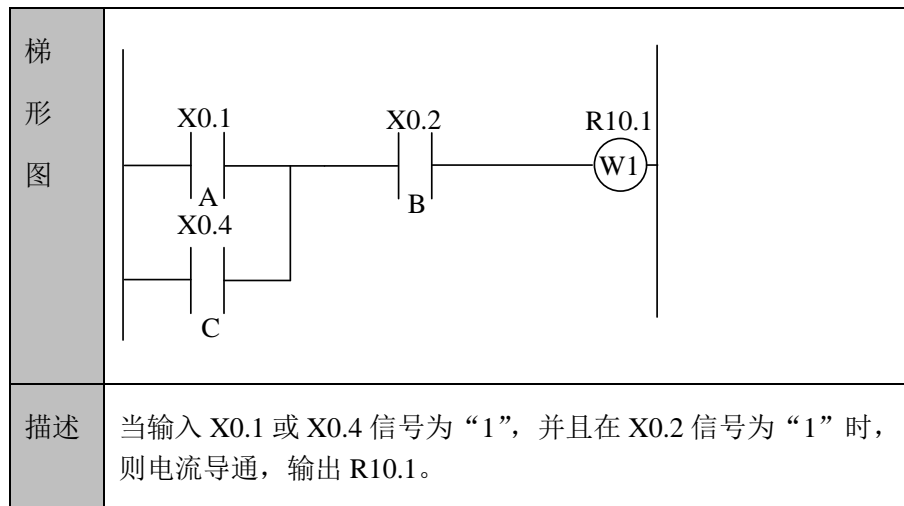 梯
形
图
X0.1 X0.2 R10.1
W1
A B
X0.4
C
描述
当输入 X0.1 或 X0.4 信号为“1”，并且在 X0.2 信号为“1”时，
则电流导通，输出 R10.1。